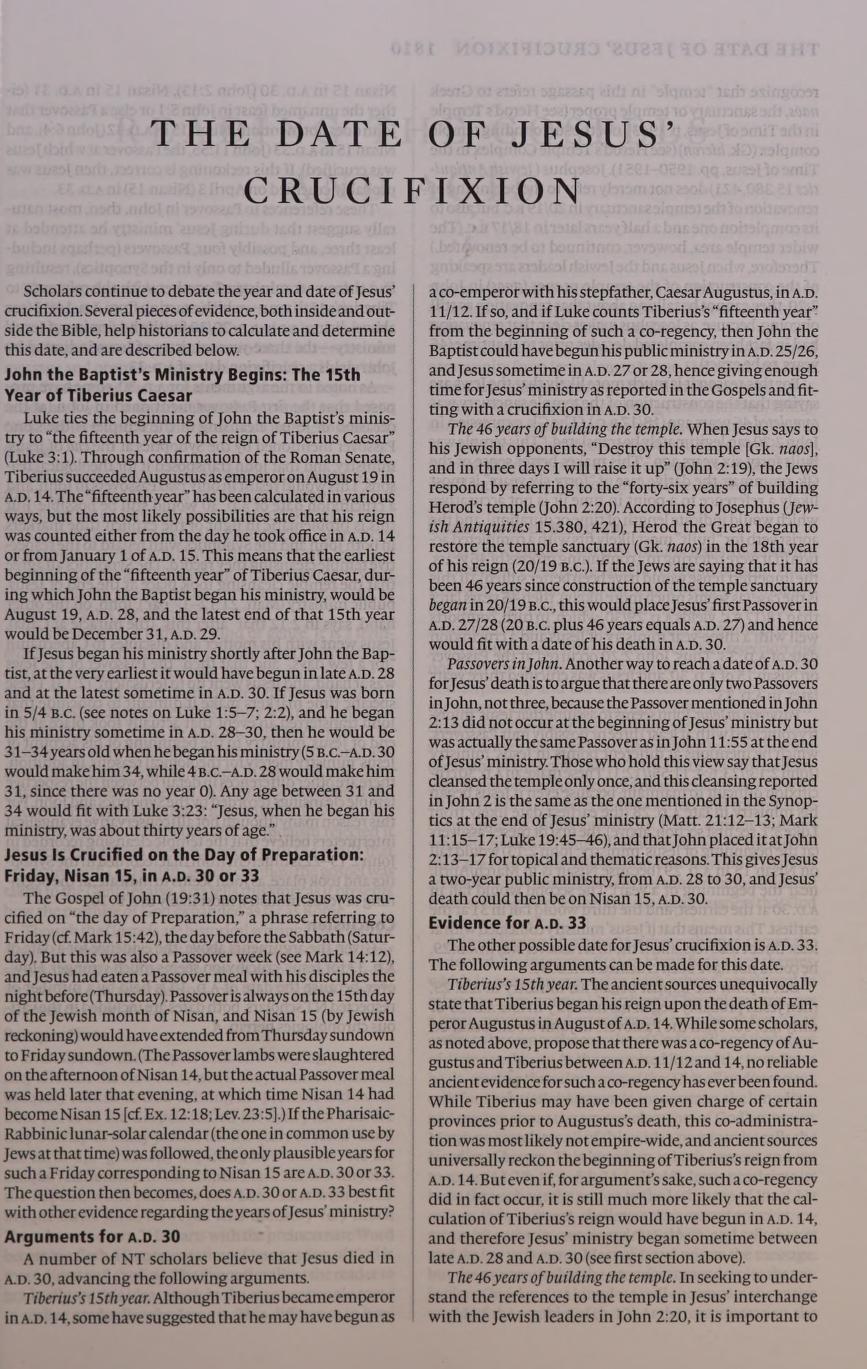 THE DATE OF JESUS'
CRUCIFIXION
Scholars continue to debate the year and date of Jesus'
crucifixion. Several pieces of evidence, both inside and out-
side the Bible, help historians to calculate and determine
this date, and are described below.
John the Baptist's Ministry Begins: The 15th
Year of Tiberius Caesar
Luke ties the beginning of John the Baptist's minis-
try to “the fifteenth year of the reign of Tiberius Caesar”
(Luke 3:1). Through confirmation of the Roman Senate,
Tiberius succeeded Augustus as emperor on August 19 in
A.D. 14. The “fifteenth year” has been calculated in various
ways, but the most likely possibilities are that his reign
was counted either from the day he took office in A.D. 14
or from January 1 of A.D. 15. This means that the earliest
beginning of the “fifteenth year” of Tiberius Caesar, dur-
ing which John the Baptist began his ministry, would be
August 19, A.D. 28, and the latest end of that 15th year
would be December 31, A.D. 29.
If Jesus began his ministry shortly after John the Bap-
tist, at the very earliest it would have begun in late A.D. 28
and at the latest sometime in A.D. 30. If Jesus was born
in 5/4 B.C. (see notes on Luke 1:5–7; 2:2), and he began
his ministry sometime in A.D. 28–30, then he would be
31–34 years old when he began his ministry (5 B.C.–A.D. 30
would make him 34, while 4 B.C.–A.D. 28 would make him
31, since there was no year 0). Any age between 31 and
34 would fit with Luke 3:23: “Jesus, when he began his
ministry, was about thirty years of age.”
Jesus Is Crucified on the Day of Preparation:
Friday, Nisan 15, in A.D. 30 or 33
The Gospel of John (19:31) notes that Jesus was cru-
cified on “the day of Preparation,” a phrase referring to
Friday (cf. Mark 15:42), the day before the Sabbath (Satur-
day). But this was also a Passover week (see Mark 14:12),
and Jesus had eaten a Passover meal with his disciples the
night before (Thursday). Passover is always on the 15th day
of the Jewish month of Nisan, and Nisan 15 (by Jewish
reckoning) would have extended from Thursday sundown
to Friday sundown. (The Passover lambs were slaughtered
on the afternoon of Nisan 14, but the actual Passover meal
was held later that evening, at which time Nisan 14 had
become Nisan 15 [cf. Ex. 12:18; Lev. 23:5].) If the Pharisaic-
Rabbinic lunar-solar calendar (the one in common use by
Jews at that time) was followed, the only plausible years for
such a Friday corresponding to Nisan 15 are A.D. 30 or 33.
The question then becomes, does A.D. 30 or A.D. 33 best fit
with other evidence regarding the years of Jesus' ministry?
Arguments for A.D. 30
A number of NT scholars believe that Jesus died in
A.D. 30, advancing the following arguments.
Tiberius's 15th year. Although Tiberius became emperor
in A.D. 14, some have suggested that he may have begun as
a co-emperor with his stepfather, Caesar Augustus, in A.D.
11/12. If so, and if Luke counts Tiberius's “fifteenth year”
from the beginning of such a co-regency, then John the
Baptist could have begun his public ministry in A.D. 25/26,
and Jesus sometime in A.D. 27 or 28, hence giving enough
time for Jesus' ministry as reported in the Gospels and fit-
ting with a crucifixion in A.D. 30.
The 46 years of building the temple. When Jesus says to
his Jewish opponents, “Destroy this temple [Gk. naos],
and in three days I will raise it up” (John 2:19), the Jews
respond by referring to the “forty-six years” of building
Herod's temple (John 2:20). According to Josephus (Jew-
ish Antiquities 15.380, 421), Herod the Great began to
restore the temple sanctuary (Gk. naos) in the 18th year
of his reign (20/19 B.C.). If the Jews are saying that it has
been 46 years since construction of the temple sanctuary
began in 20/19 B.C., this would place Jesus' first Passover in
A.D. 27/28 (20 B.C. plus 46 years equals A.D. 27) and hence
would fit with a date of his death in A.D. 30.
Passovers in John. Another way to reach a date of A.D. 30
for Jesus' death is to argue that there are only two Passovers
in John, not three, because the Passover mentioned in John
2:13 did not occur at the beginning of Jesus' ministry but
was actually the same Passover as in John 11:55 at the end
of Jesus' ministry. Those who hold this view say that Jesus
cleansed the temple only once, and this cleansing reported
in John 2 is the same as the one mentioned in the Synop-
tics at the end of Jesus' ministry (Matt. 21:12–13; Mark
11:15–17; Luke 19:45–46), and that John placed it at John
2:13–17 for topical and thematic reasons. This gives Jesus
a two-year public ministry, from A.D. 28 to 30, and Jesus'
death could then be on Nisan 15, A.D. 30.
Evidence for A.D. 33
The other possible date for Jesus' crucifixion is A.D. 33.
The following arguments can be made for this date.
Tiberius's 15th year. The ancient sources unequivocally
state that Tiberius began his reign upon the death of Em-
peror Augustus in August of A.D. 14. While some scholars,
as noted above, propose that there was a co-regency of Au-
gustus and Tiberius between A.D. 11/12 and 14, no reliable
ancient evidence for such a co-regency has ever been found.
While Tiberius may have been given charge of certain
provinces prior to Augustus's death, this co-administra-
tion was most likely not empire-wide, and ancient sources
universally reckon the beginning of Tiberius's reign from
A.D. 14. But even if, for argument's sake, such a co-regency
did in fact occur, it is still much more likely that the cal-
culation of Tiberius's reign would have begun in A.D. 14,
and therefore Jesus' ministry began sometime between
late A.D. 28 and A.D. 30 (see first section above).
The 46 years of building the temple. In seeking to under-
stand the references to the temple in Jesus' interchange
with the Jewish leaders in John 2:20, it is important to